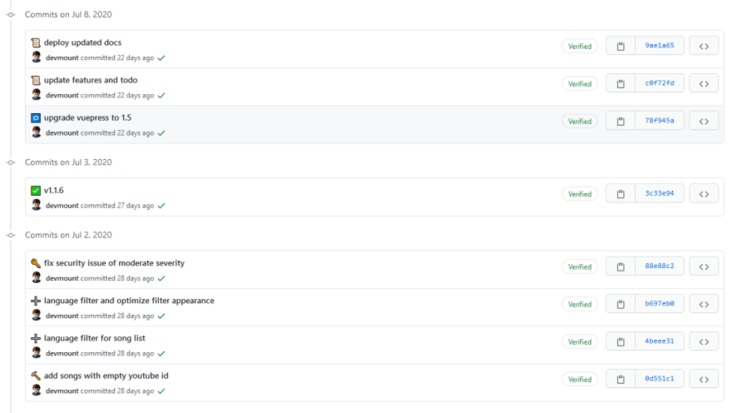 Commits on Jul 8, 2020
deploy updated docs
devmount committed 22 days ago
Verified
9ae1a65
update features and todo
devmount committed 22 days ago
Verified
c0f72fd
upgrade vuepress to 1.5
devmount committed 22 days ago
Verified
78f945a
Commits on Jul 3, 2020
v1.1.6
devmount committed 27 days ago
Verified
3c33e94
Commits on Jul 2, 2020
fix security issue of moderate severity
devmount committed 28 days ago
Verified
88e88c2
language filter and optimize filter appearance
devmount committed 28 days ago
Verified
b697eb0
language filter for song list
devmount committed 28 days ago
Verified
4beee31
add songs with empty youtube id
devmount committed 28 days ago
Verified
0d551c1